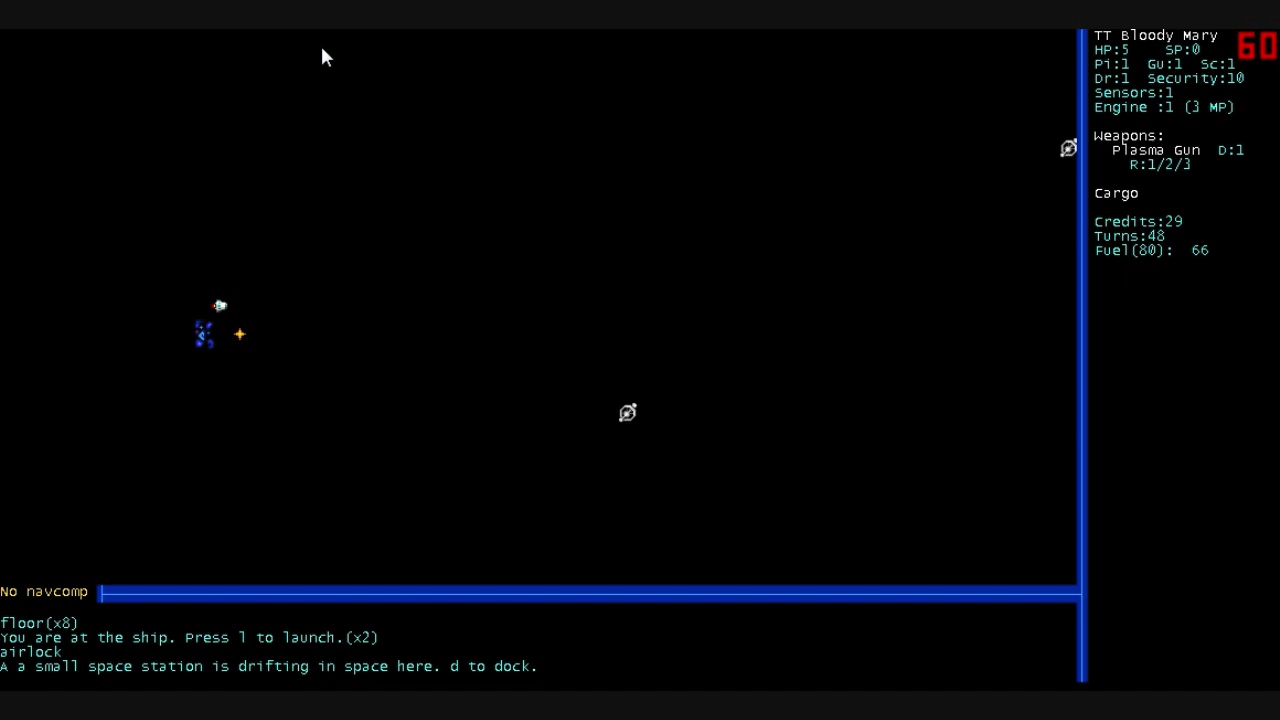 TT Bloody Mary
60
HP:5 SP:0
Pi:1 Gu:1 Sc:1
Dr:1 Security:10
Sensors:1
Engine :1 (3 MP)
Weapons:
Plasma Gun D:1
R:1/2/3
Cargo
Credits:29
Turns:48
Fuel(80): 66
No navcomp
floor(x8)
You are at the ship. Press l to launch.(x2)
airlock
A a small space station is drifting in space here. d to dock.